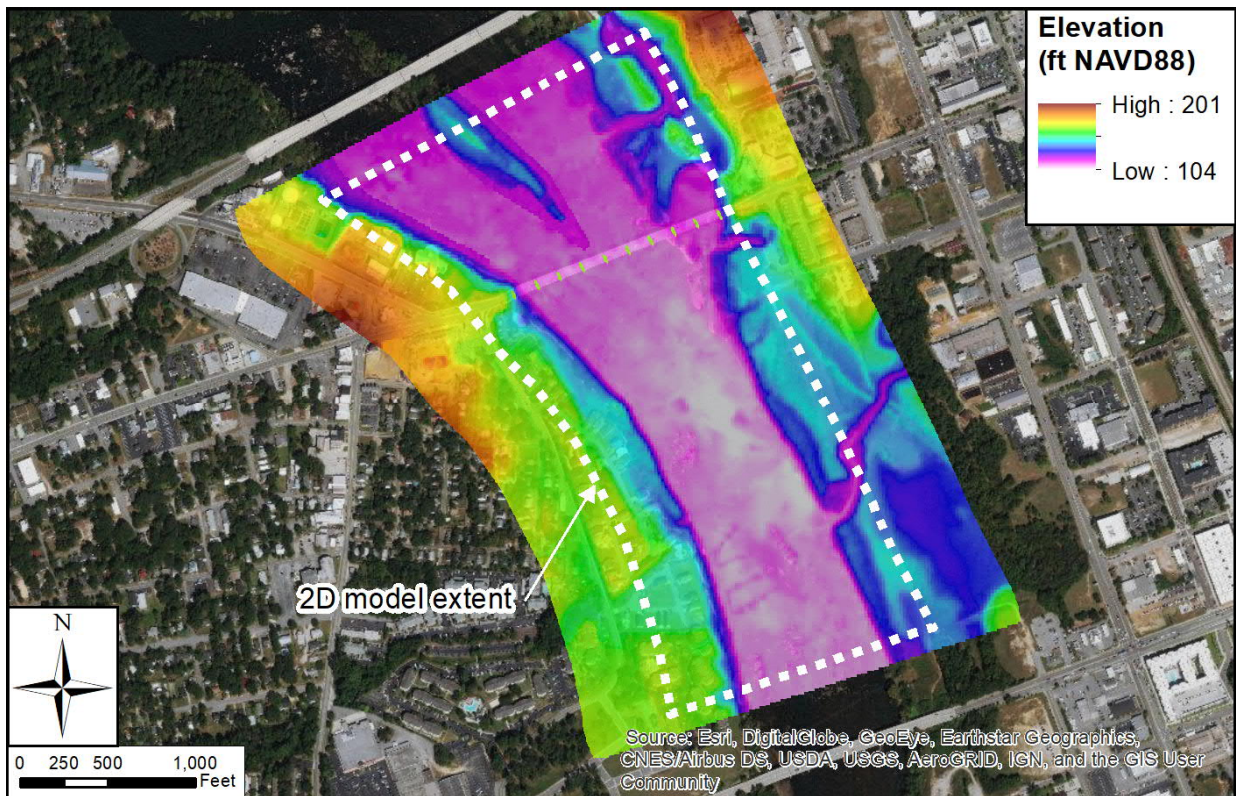 Elevation
(ft NAVD88)
High : 201
Low : 104
2D model extent
N
0 250 500 1,000
Feet
Source: Esri, DigitalGlobe, GeoEye, Earthstar Geographics,
CNES/Airbus DS, USDA, USGS, AeroGRID, IGN, and the GIS User
Community